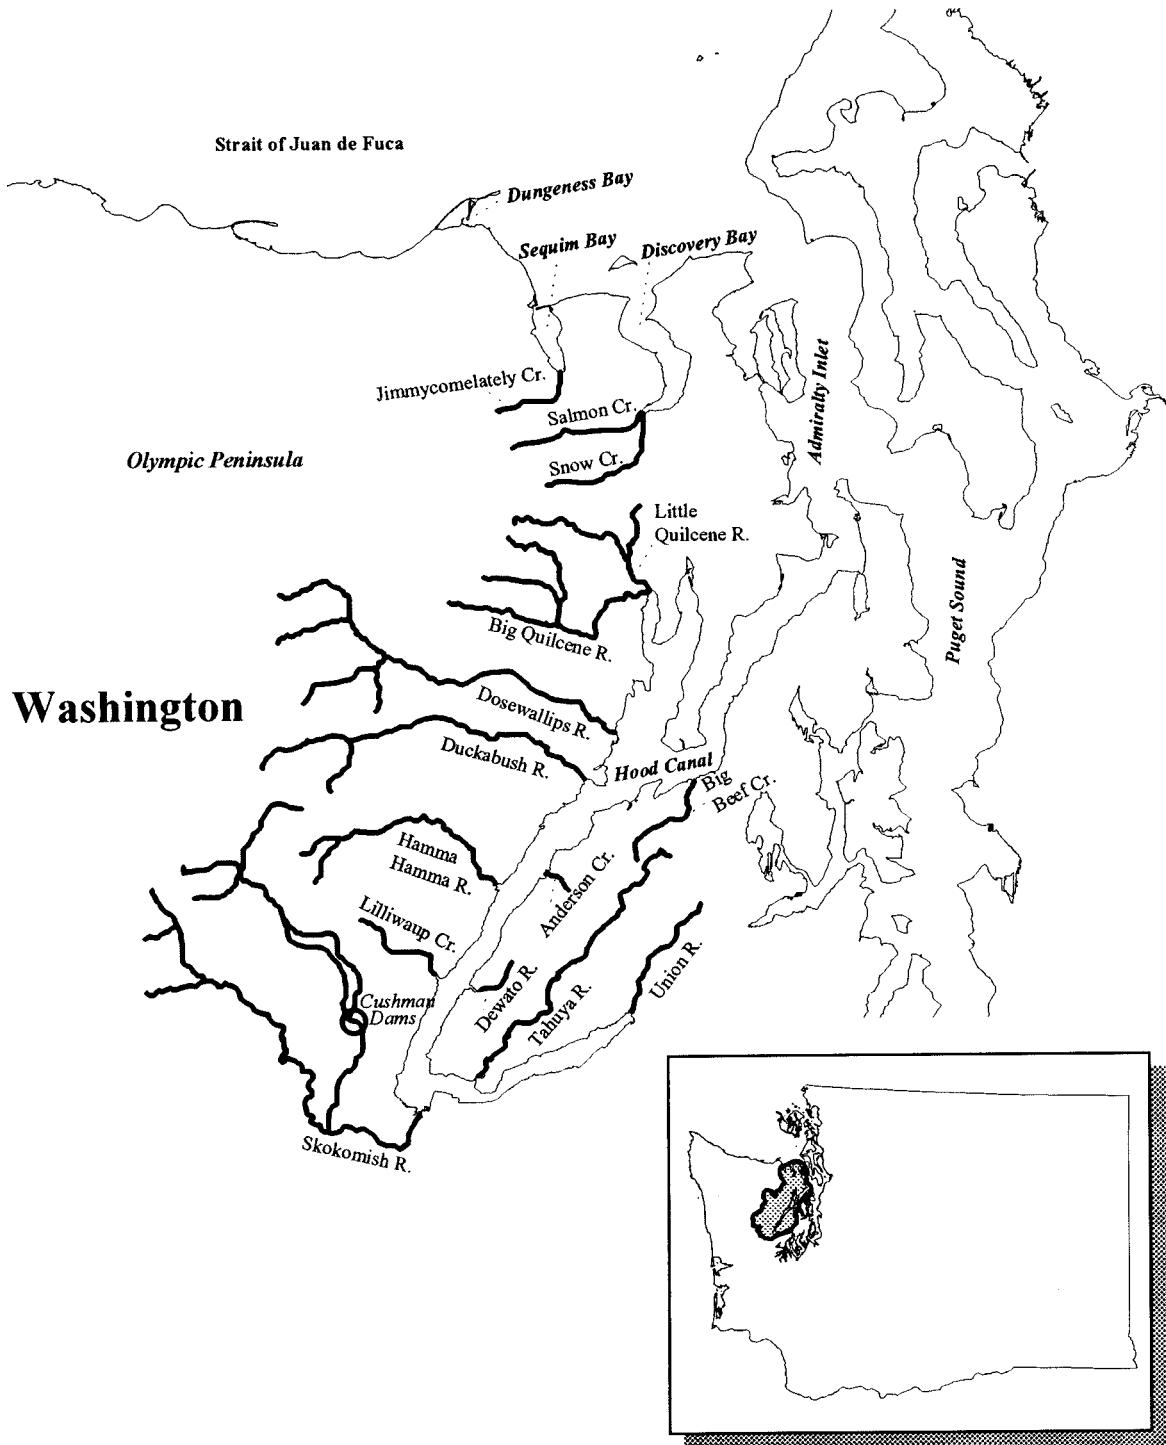 Strait of Juan de Fuca
Dungeness Bay
Sequim Bay
Discovery Bay
Jimmycomelately Cr.
Salmon Cr.
Admiralty Inlet
Olympic Peninsula
Snow Cr.
Little
Quilcene R.
Puget Sound
Big Quilcene R.
Washington
Dosewallips R.
Duckabush R.
Hood Canal
Big
Beef Cr.
Hamma
Hamma R.
Anderson Cr.
Lilliwaup Cr.
Union R.
Dewato R.
Tahuya R.
Cushman
Dams
Skokomish R.